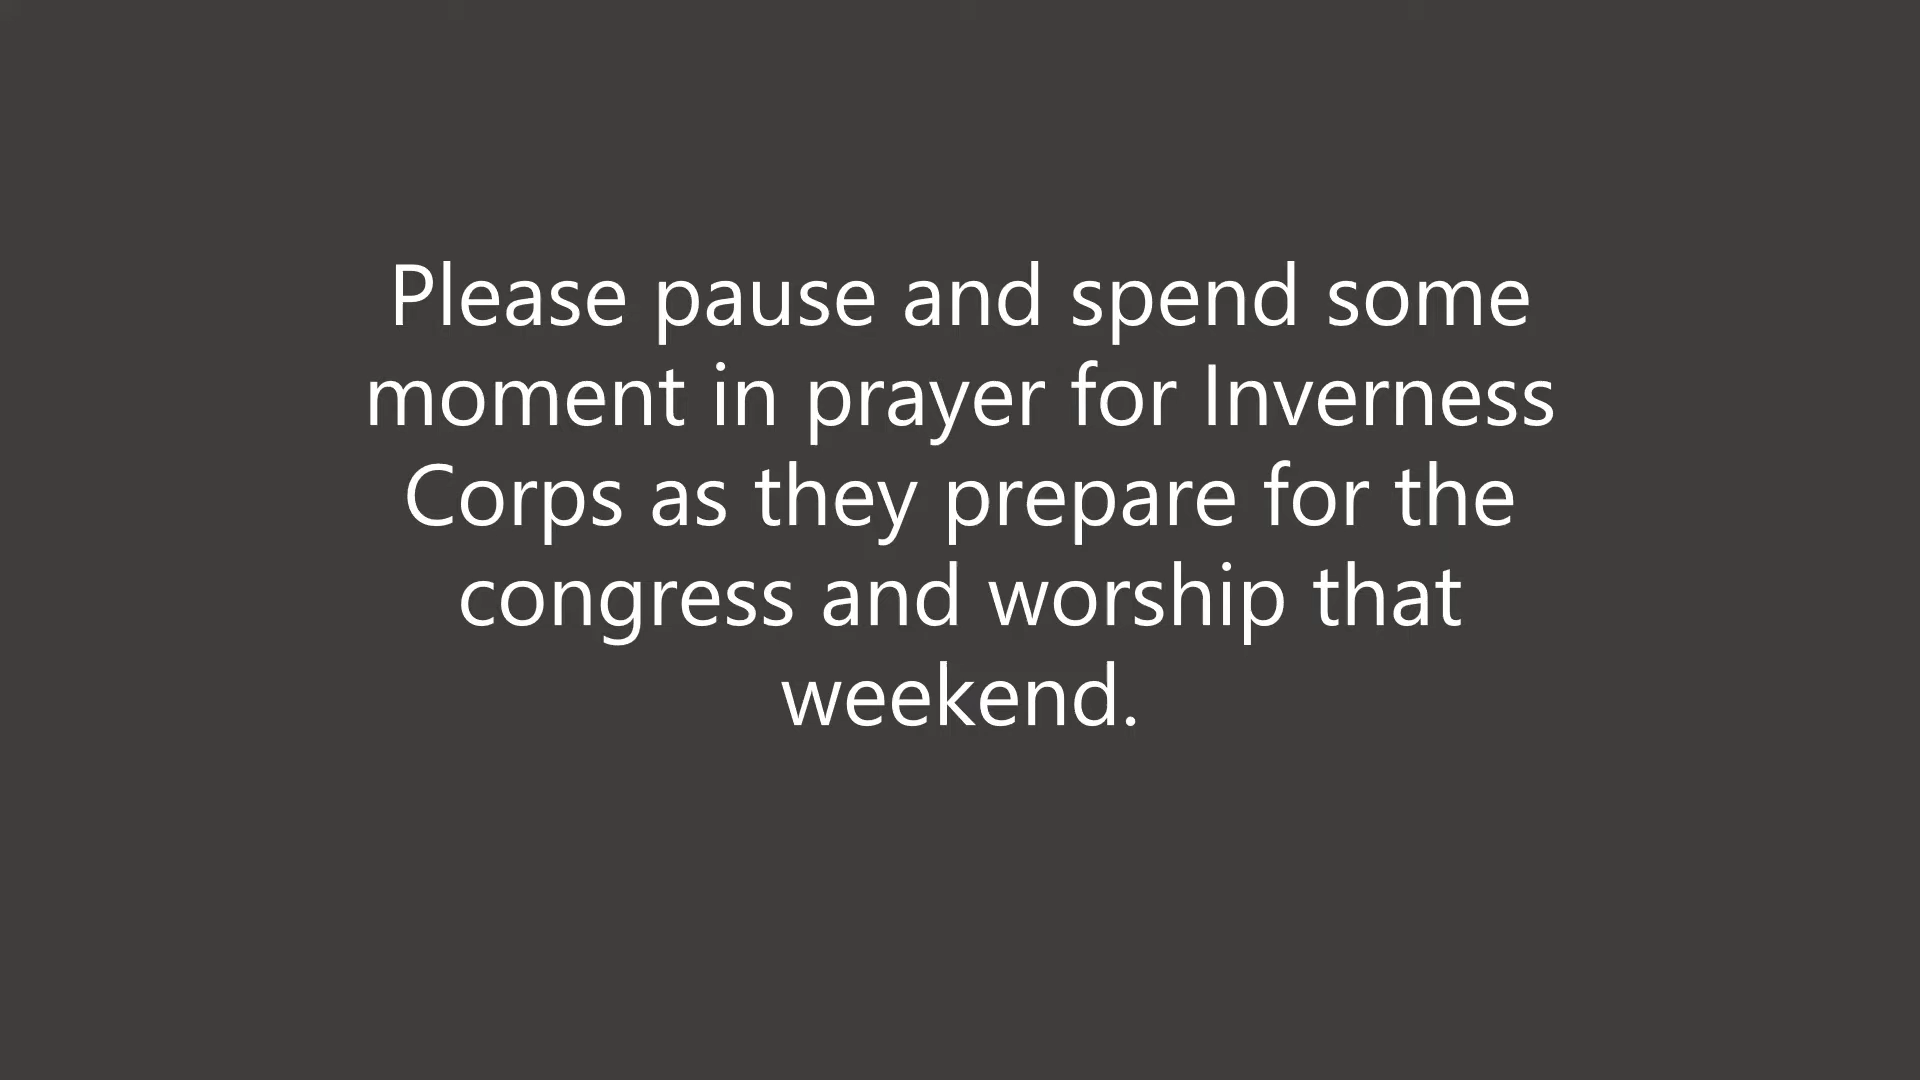 Please pause and spend some
moment in prayer for Inverness
Corps as they prepare for the
congress and worship that
weekend.